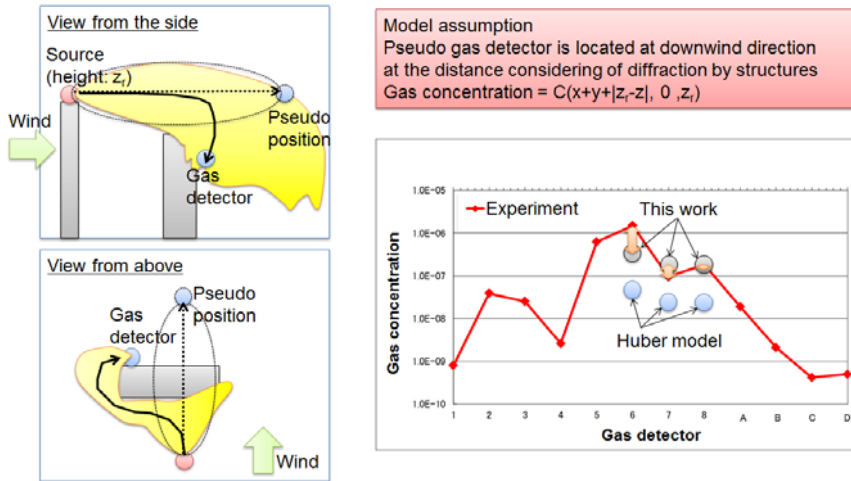 View from the side
Source
(height: zr)
Wind
Pseudo
position
Gas
detector
View from above
Gas
detector
Pseudo
position
Wind
Model assumption
Pseudo gas detector is located at downwind direction
at the distance considering of diffraction by structures
Gas concentration = C(x+y+|zr-z|, 0 ,zr)
Gas concentration
1.0E-05
1.0E-06
1.0E-07
1.0E-08
1.0E-09
1.0E-10
Experiment
This work
Huber model
1 2 3 4 5 6 7 8 A B C D
Gas detector